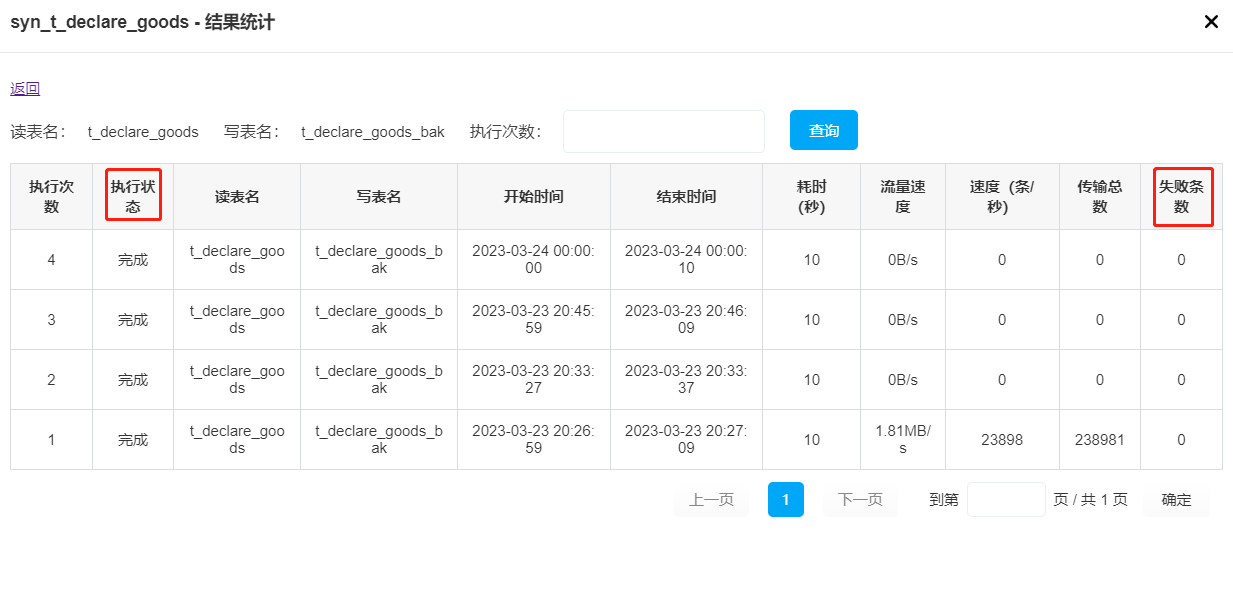 syn_t_declare_goods - 结果统计
返回
读表名： t_declare_goods 写表名： t_declare_goods_bak 执行次数： 查询
执行次数 执行状态 读表名 写表名 开始时间 结束时间 耗时(秒) 流量速度 速度（条/秒） 传输总数 失败条数
4 完成 t_declare_goods t_declare_goods_bak 2023-03-24 00:00:00 2023-03-24 00:00:10 10 0B/s 0 0 0
3 完成 t_declare_goods t_declare_goods_bak 2023-03-23 20:45:59 2023-03-23 20:46:09 10 0B/s 0 0 0
2 完成 t_declare_goods t_declare_goods_bak 2023-03-23 20:33:27 2023-03-23 20:33:37 10 0B/s 0 0 0
1 完成 t_declare_goods t_declare_goods_bak 2023-03-23 20:26:59 2023-03-23 20:27:09 10 1.81MB/s 23898 238981 0
上一页 1 下一页 到第 页 / 共 1 页 确定